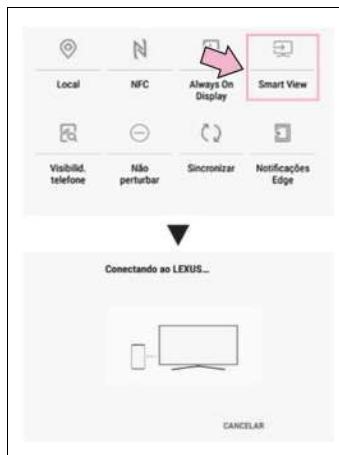 Local NFC Always On Smart View
Display
Visibilid. Não Sincronizar Notificações
telefone perturbar Edge
Conectando ao LEXUS...
CANCELAR